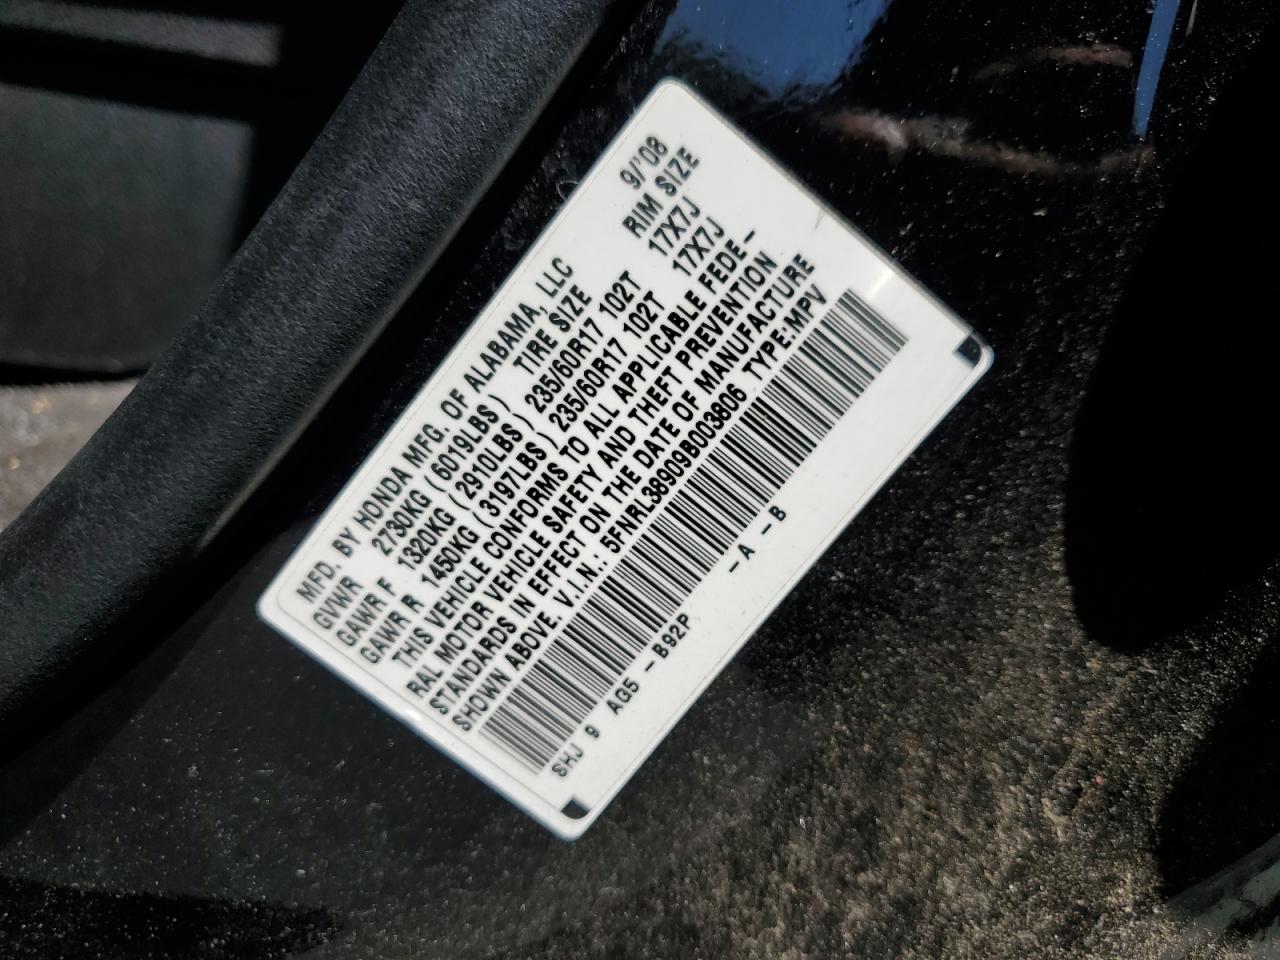 MFD. BY HONDA MFG. OF ALABAMA, LLC 9/'08
GVWR 2730KG (6019LBS) TIRE SIZE RIM SIZE
GAWR F 1320KG (2910LBS) 235/60R17 102T 17X7J
GAWR R 1450KG (3197LBS) 235/60R17 102T 17X7J
THIS VEHICLE CONFORMS TO ALL APPLICABLE FEDE-
RAL MOTOR VEHICLE SAFETY AND THEFT PREVENTION
STANDARDS IN EFFECT ON THE DATE OF MANUFACTURE
SHOWN ABOVE. V.I.N.: 5FNRL38909B003806 TYPE:MPV
SHJ 9 AG5 -B92P -A -B